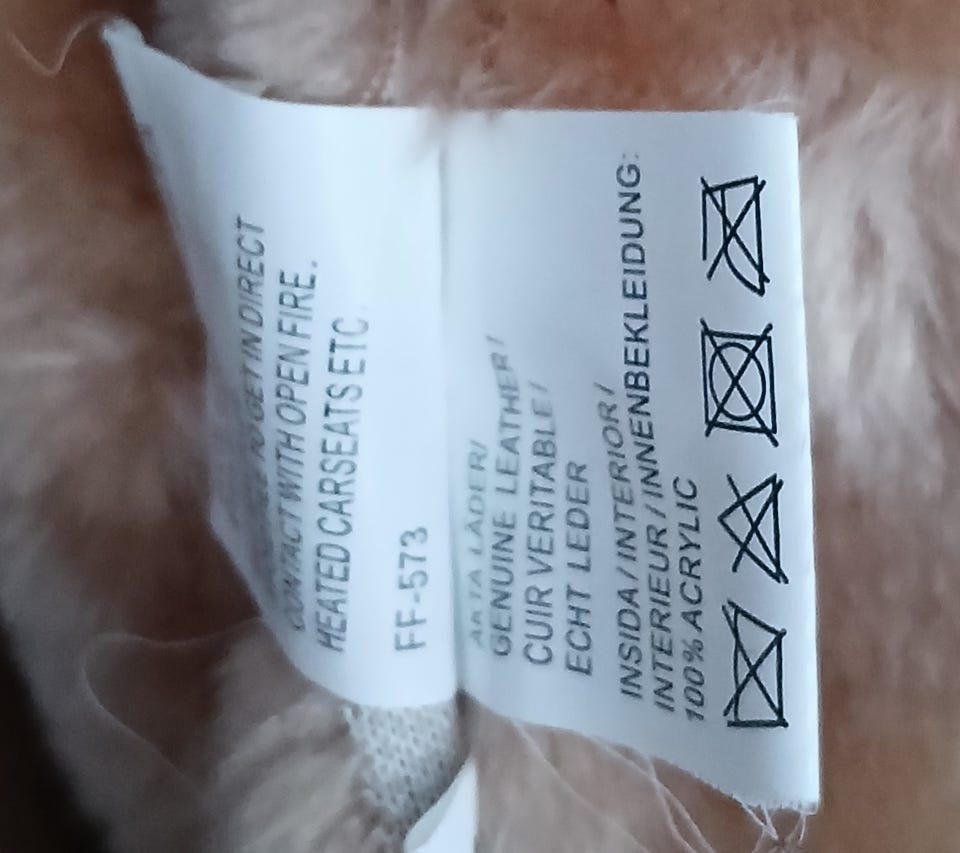 TO GET IN DIRECT
CONTACT WITH OPEN FIRE.
HEATED CARSEATS ETC.
FF-573
ÄKTA LÄDER/
GENUINE LEATHER/
CUIR VERITABLE/
ECHT LEDER
INSIDA/INTERIOR/
INTERIEUR/INNENBEKLEIDUNG:
100% ACRYLIC